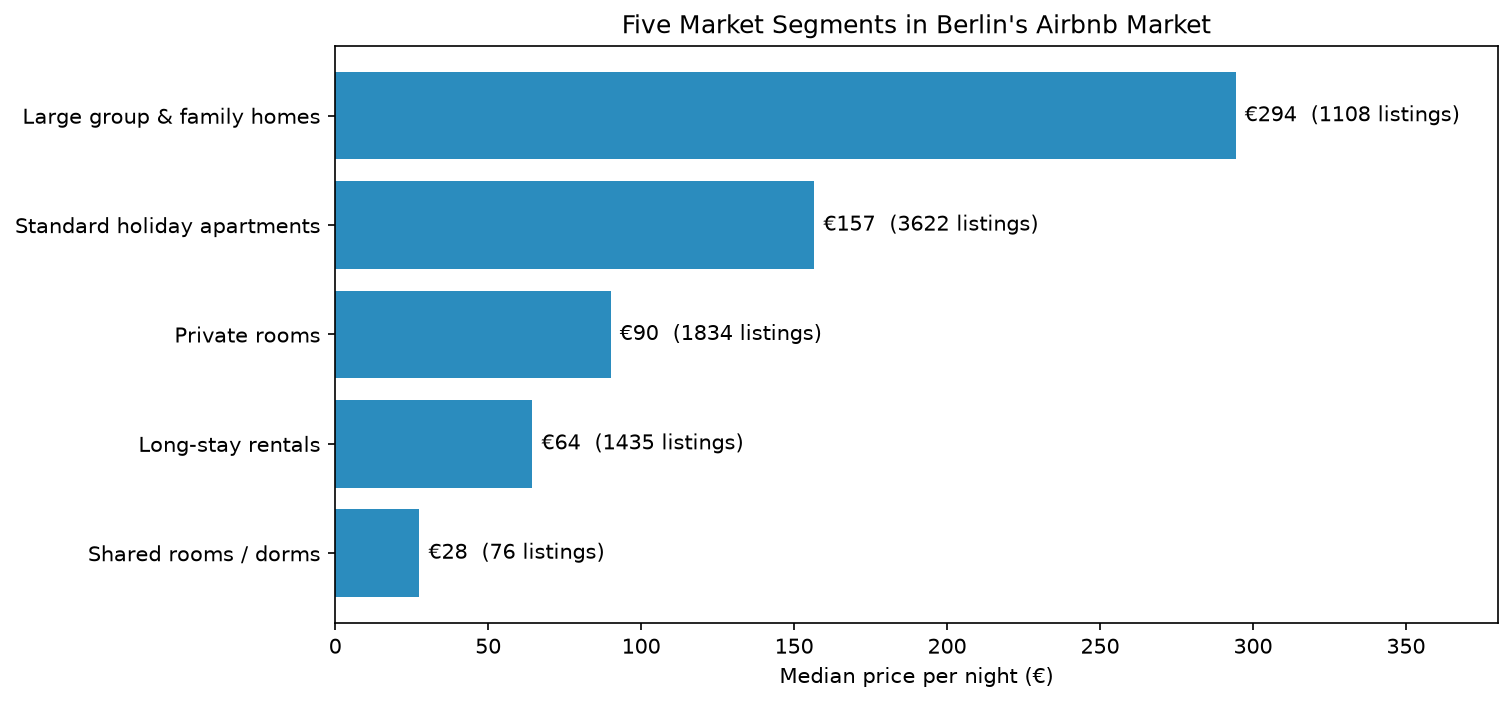 Five Market Segments in Berlin's Airbnb Market
Large group & family homes
€294 (1108 listings)
Standard holiday apartments
€157 (3622 listings)
Private rooms
€90 (1834 listings)
Long-stay rentals
€64 (1435 listings)
Shared rooms / dorms
€28 (76 listings)
0 50 100 150 200 250 300 350
Median price per night (€)